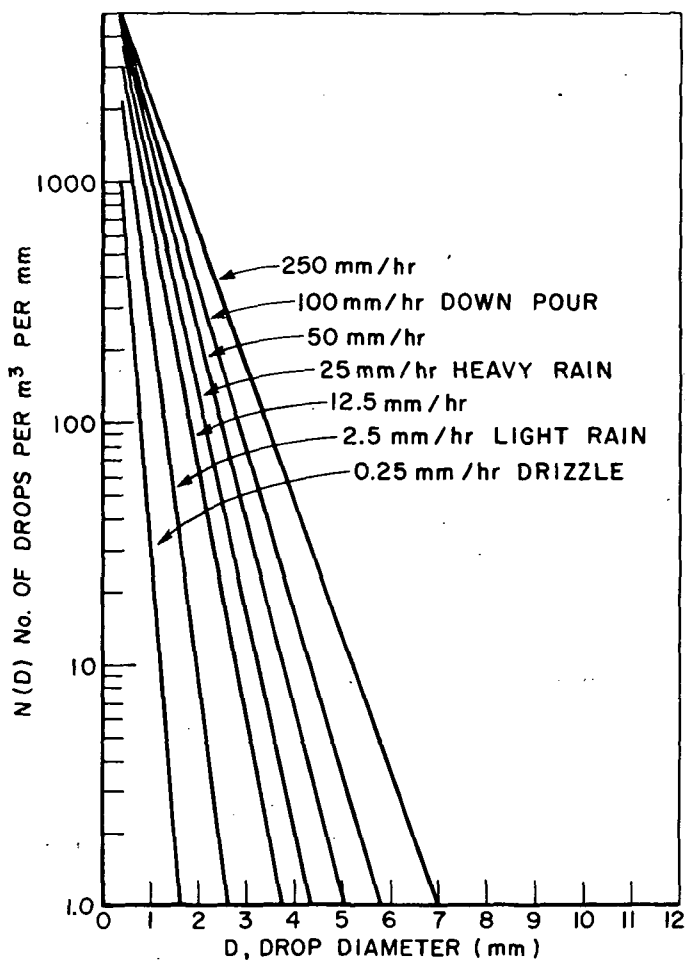 1000
100
10
1.0
N(D) No. OF DROPS PER m³ PER mm
250 mm/hr
100 mm/hr DOWN POUR
50 mm/hr
25 mm/hr HEAVY RAIN
12.5 mm/hr
2.5 mm/hr LIGHT RAIN
0.25 mm/hr DRIZZLE
0 1 2 3 4 5 6 7 8 9 10 11 12
D, DROP DIAMETER (mm)